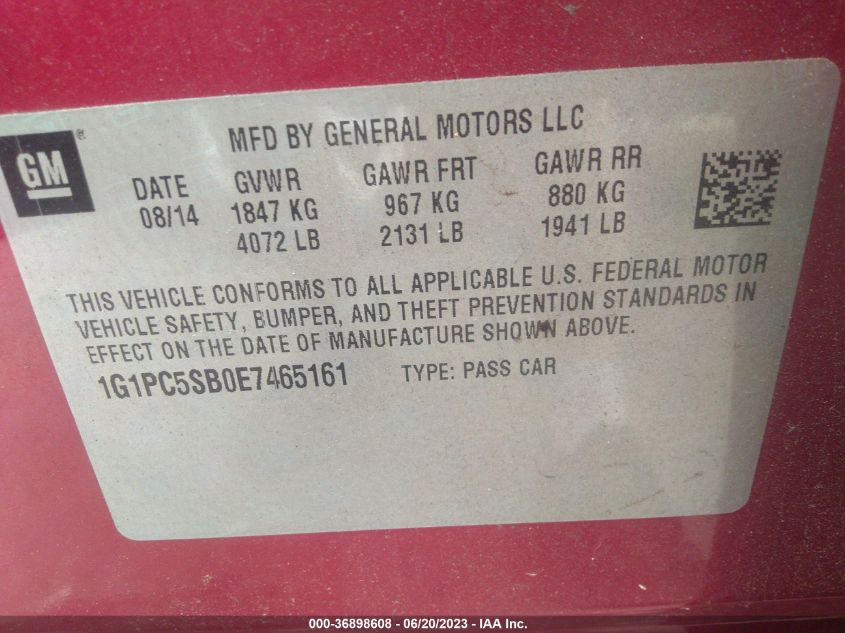 GM®
MFD BY GENERAL MOTORS LLC
DATE GVWR GAWR FRT GAWR RR
08/14 1847 KG 967 KG 880 KG
4072 LB 2131 LB 1941 LB
THIS VEHICLE CONFORMS TO ALL APPLICABLE U.S. FEDERAL MOTOR
VEHICLE SAFETY, BUMPER, AND THEFT PREVENTION STANDARDS IN
EFFECT ON THE DATE OF MANUFACTURE SHOWN ABOVE.
1G1PC5SB0E7465161 TYPE: PASS CAR
000-36898608 - 06/20/2023 - IAA Inc.